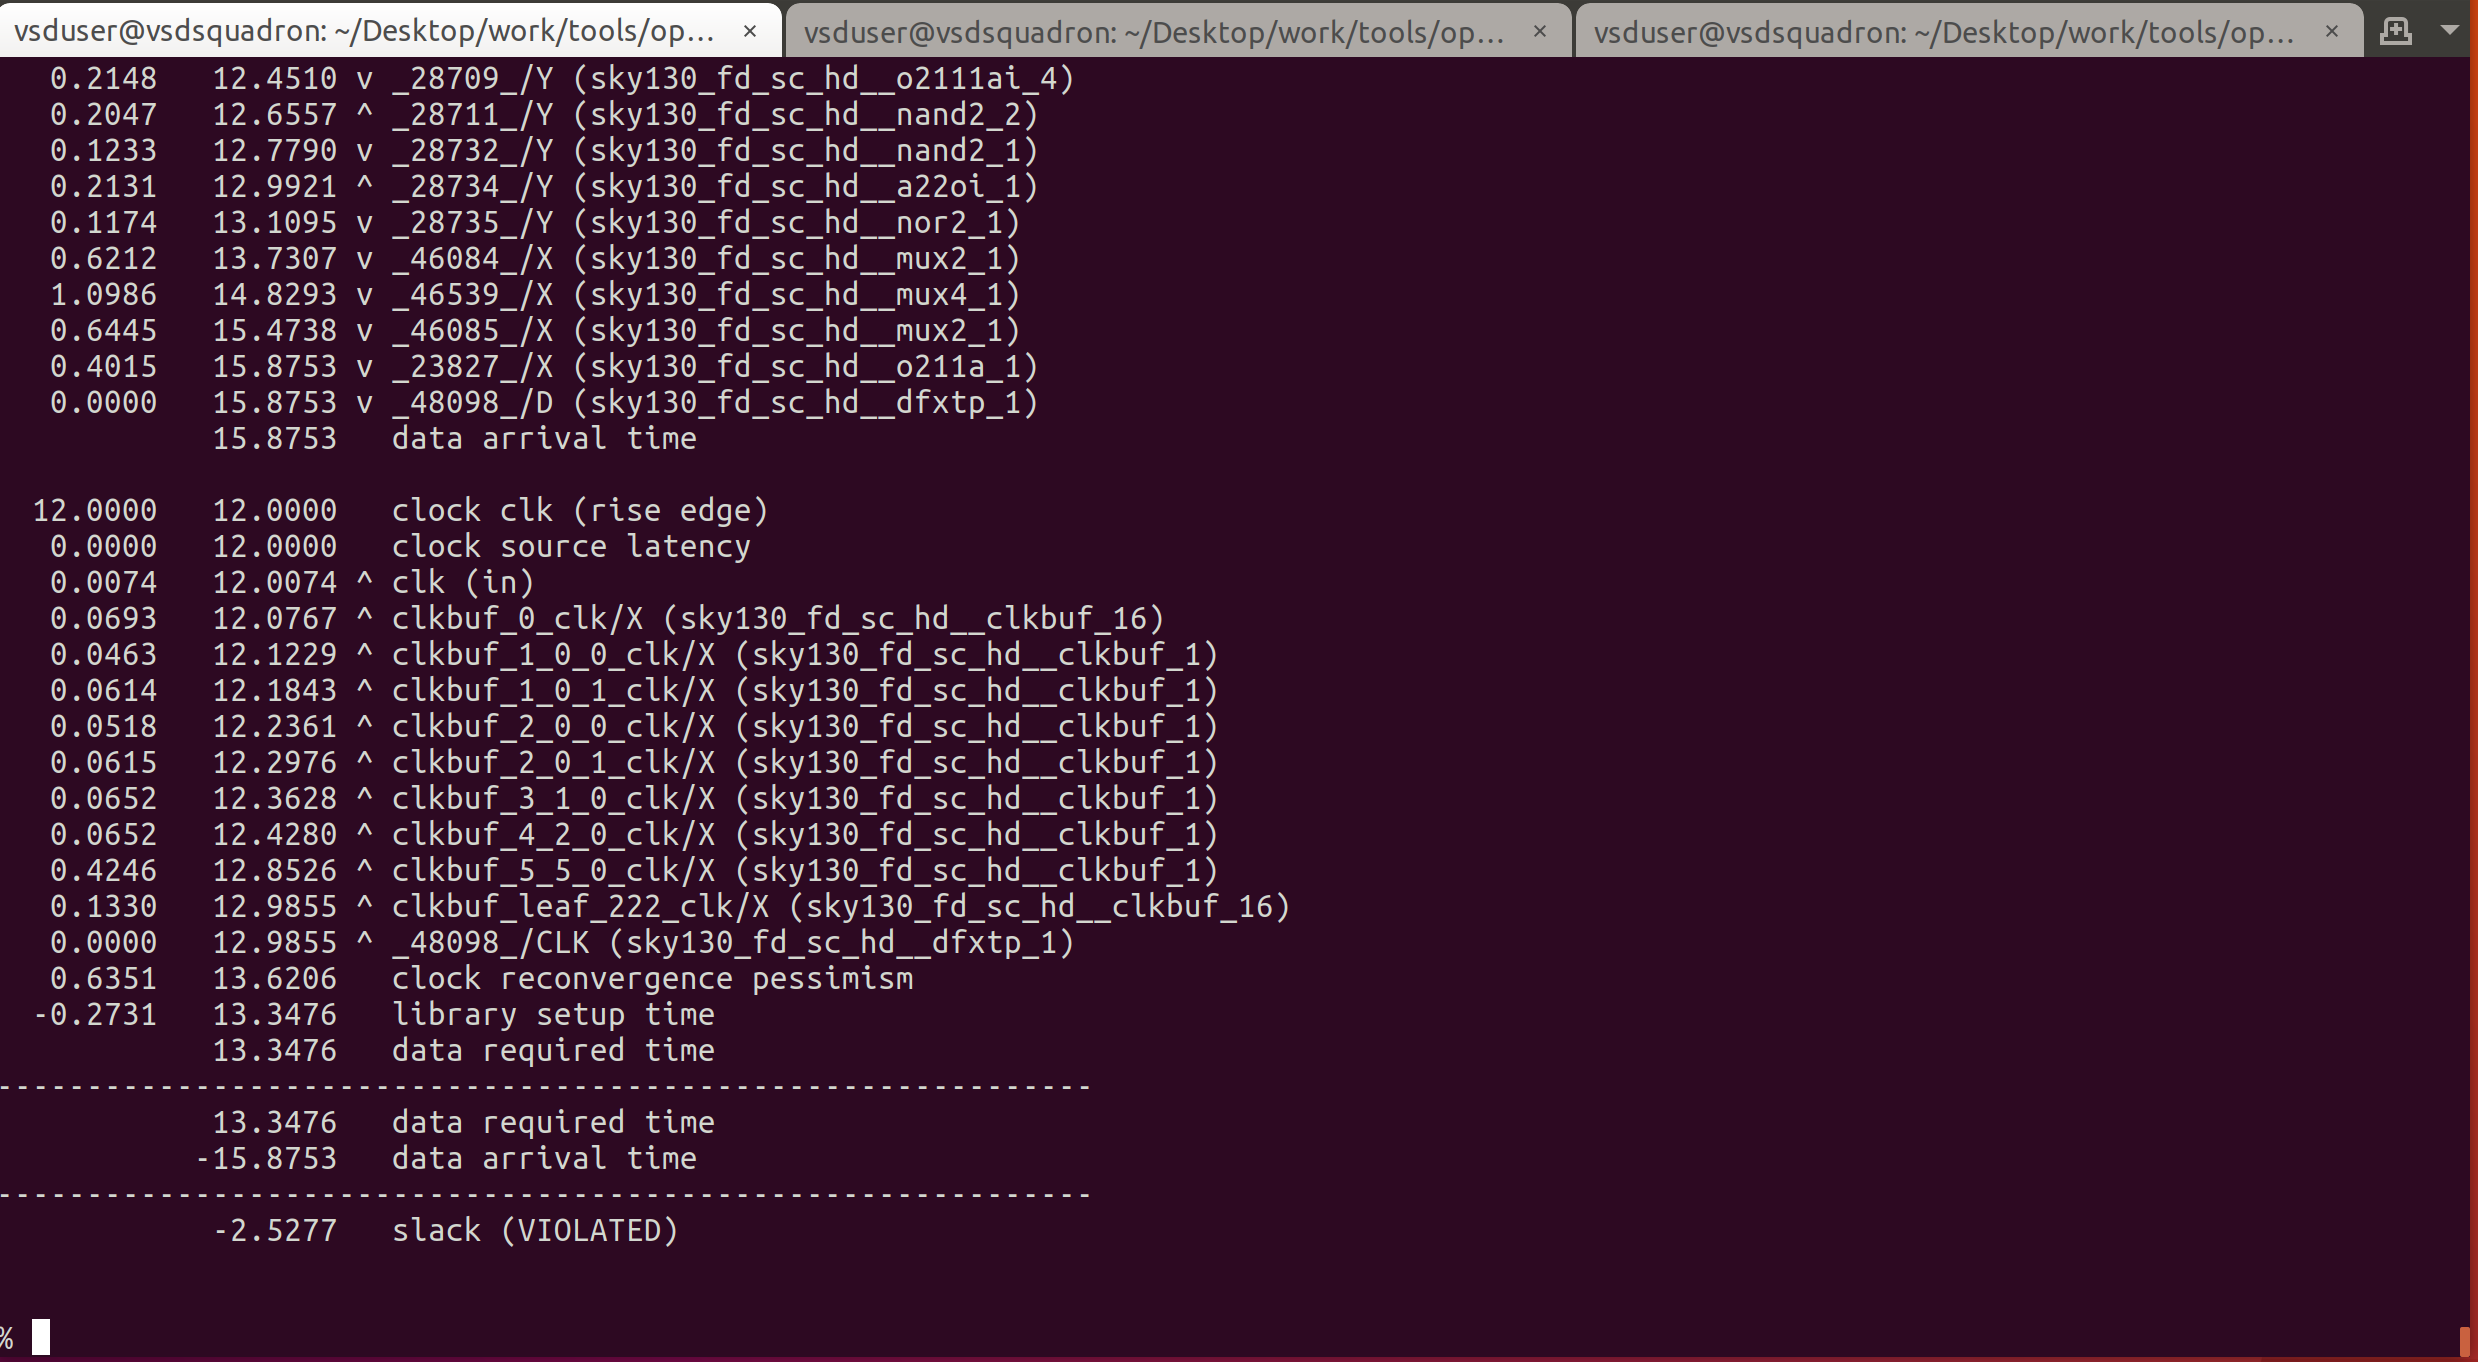 vsduser@vsdsquadron: ~/Desktop/work/tools/op... × vsduser@vsdsquadron: ~/Desktop/work/tools/op... × vsduser@vsdsquadron: ~/Desktop/work/tools/op... ×
0.2148 12.4510 v _28709_/Y (sky130_fd_sc_hd__o2111ai_4)
0.2047 12.6557 ^ _28711_/Y (sky130_fd_sc_hd__nand2_2)
0.1233 12.7790 v _28732_/Y (sky130_fd_sc_hd__nand2_1)
0.2131 12.9921 ^ _28734_/Y (sky130_fd_sc_hd__a22oi_1)
0.1174 13.1095 v _28735_/Y (sky130_fd_sc_hd__nor2_1)
0.6212 13.7307 v _46084_/X (sky130_fd_sc_hd__mux2_1)
1.0986 14.8293 v _46539_/X (sky130_fd_sc_hd__mux4_1)
0.6445 15.4738 v _46085_/X (sky130_fd_sc_hd__mux2_1)
0.4015 15.8753 v _23827_/X (sky130_fd_sc_hd__o211a_1)
0.0000 15.8753 v _48098_/D (sky130_fd_sc_hd__dfxtp_1)
15.8753 data arrival time
12.0000 12.0000 clock clk (rise edge)
0.0000 12.0000 clock source latency
0.0074 12.0074 ^ clk (in)
0.0693 12.0767 ^ clkbuf_0_clk/X (sky130_fd_sc_hd__clkbuf_16)
0.0463 12.1229 ^ clkbuf_1_0_0_clk/X (sky130_fd_sc_hd__clkbuf_1)
0.0614 12.1843 ^ clkbuf_1_0_1_clk/X (sky130_fd_sc_hd__clkbuf_1)
0.0518 12.2361 ^ clkbuf_2_0_0_clk/X (sky130_fd_sc_hd__clkbuf_1)
0.0615 12.2976 ^ clkbuf_2_0_1_clk/X (sky130_fd_sc_hd__clkbuf_1)
0.0652 12.3628 ^ clkbuf_3_1_0_clk/X (sky130_fd_sc_hd__clkbuf_1)
0.0652 12.4280 ^ clkbuf_4_2_0_clk/X (sky130_fd_sc_hd__clkbuf_1)
0.4246 12.8526 ^ clkbuf_5_5_0_clk/X (sky130_fd_sc_hd__clkbuf_1)
0.1330 12.9855 ^ clkbuf_leaf_222_clk/X (sky130_fd_sc_hd__clkbuf_16)
0.0000 12.9855 ^ _48098_/CLK (sky130_fd_sc_hd__dfxtp_1)
0.6351 13.6206 clock reconvergence pessimism
-0.2731 13.3476 library setup time
13.3476 data required time
-------------------------------------------------------------
13.3476 data required time
-15.8753 data arrival time
-------------------------------------------------------------
-2.5277 slack (VIOLATED)
%